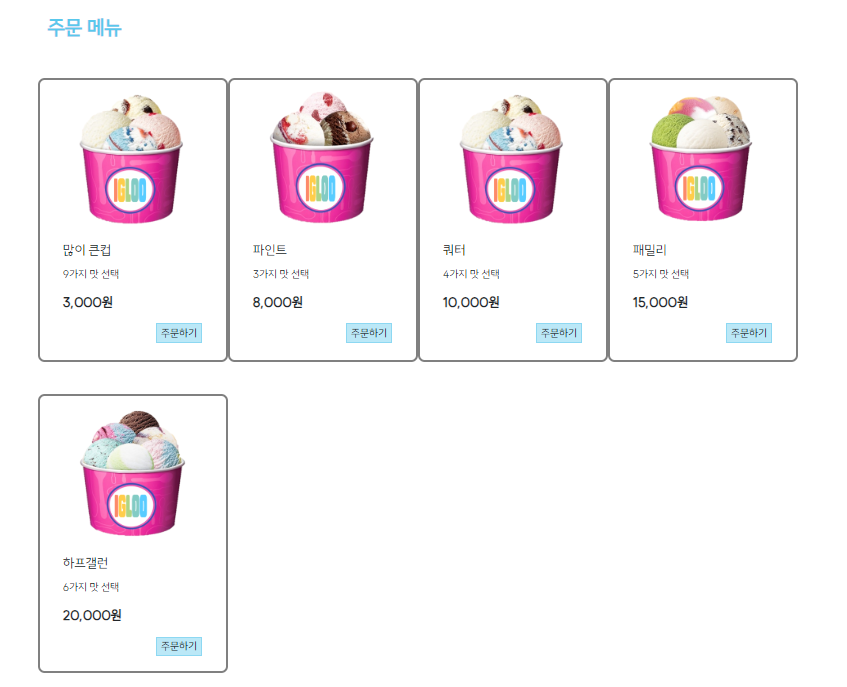 주문 메뉴
IGLOO
많이 큰컵
9가지 맛 선택
3,000원
주문하기
IGLOO
파인트
3가지 맛 선택
8,000원
주문하기
IGLOO
쿼터
4가지 맛 선택
10,000원
주문하기
IGLOO
패밀리
5가지 맛 선택
15,000원
주문하기
IGLOO
하프갤런
6가지 맛 선택
20,000원
주문하기